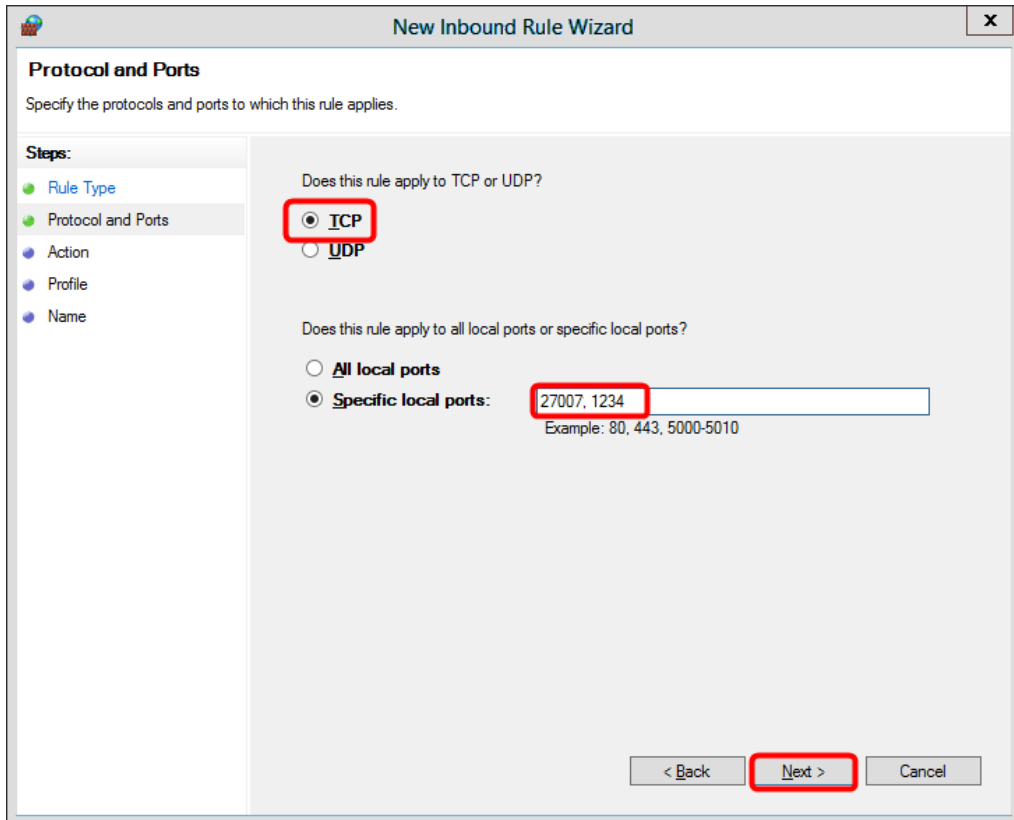 New Inbound Rule Wizard
x
Protocol and Ports
Specify the protocols and ports to which this rule applies.
Steps:
Rule Type
Protocol and Ports
Action
Profile
Name
Does this rule apply to TCP or UDP?
TCP
UDP
Does this rule apply to all local ports or specific local ports?
All local ports
Specific local ports: 27007, 1234
Example: 80, 443, 5000-5010
< Back Next > Cancel